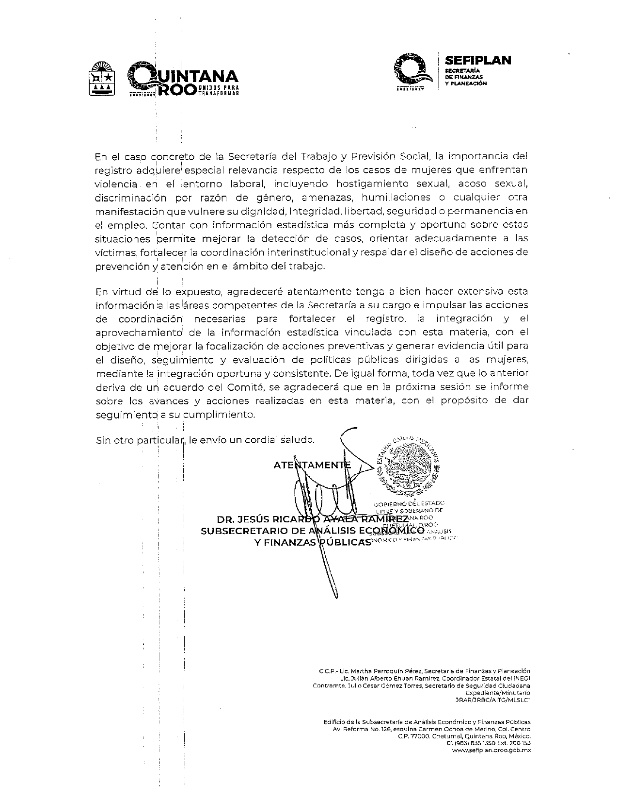 QUINTANA
ROO UNIDOS PARA
TRANSFORMAR
SEFIPLAN
SECRETARÍA
DE FINANZAS
Y PLANEACIÓN
En el caso concreto de la Secretaría del Trabajo y Previsión Social, la importancia del
registro adquiere especial relevancia respecto de los casos de mujeres que enfrentan
violencia en el entorno laboral, incluyendo hostigamiento sexual, acoso sexual,
discriminación por razón de género, amenazas, humillaciones o cualquier otra
manifestación que vulnere su dignidad, integridad, libertad, seguridad o permanencia en
el empleo. Contar con información estadística más completa y oportuna sobre estas
situaciones permite mejorar la detección de casos, orientar adecuadamente a las
víctimas, fortalecer la coordinación interinstitucional y respaldar el diseño de acciones de
prevención y atención en el ámbito del trabajo.
En virtud de lo expuesto, agradeceré atentamente tenga a bien hacer extensiva esta
información a las áreas competentes de la Secretaría a su cargo e impulsar las acciones
de coordinación necesarias para fortalecer el registro, la integración y el
aprovechamiento de la información estadística vinculada con esta materia, con el
objetivo de mejorar la focalización de acciones preventivas y generar evidencia útil para
el diseño, seguimiento y evaluación de políticas públicas dirigidas a las mujeres,
mediante la integración oportuna y consistente. De igual forma, toda vez que lo anterior
deriva de un acuerdo del Comité, se agradecerá que en la próxima sesión se informe
sobre los avances y acciones realizadas en esta materia, con el propósito de dar
seguimiento a su cumplimiento.
Sin otro particular, le envío un cordial saludo.
ATENTAMENTE
GOBIERNO DEL ESTADO
LIBRE Y SOBERANO DE
DR. JESÚS RICARDO AYALA RAMÍREZ
SUBSECRETARIO DE ANÁLISIS ECONÓMICO
Y FINANZAS PÚBLICAS
C.C.P.- Lic. Martha Parroquín Pérez, Secretaria de Finanzas y Planeación
Lic. Julián Alberto Ehuan Ramírez, Coordinador Estatal del INEGI
Contralmte. Julio César Gómez Torres, Secretario de Seguridad Ciudadana
Expediente/Minutario
Edificio de la Subsecretaría de Análisis Económico y Finanzas Públicas
Av. Reforma No. 126, esquina Carmen Ochoa de Merino, Col. Centro
C.P. 77000. Chetumal, Quintana Roo, México.
www.sefiplan.qroo.gob.mx